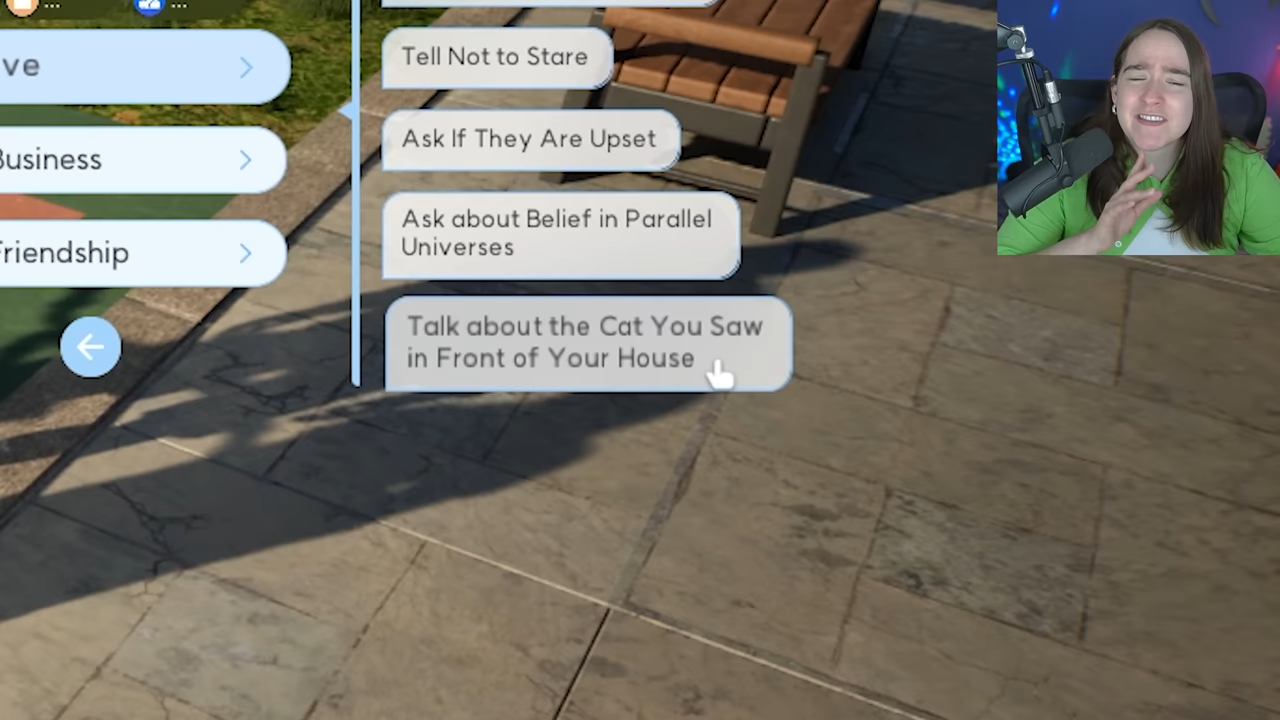 ... ...
ve
Tell Not to Stare
Business
Ask If They Are Upset
Ask about Belief in Parallel
Universes
Friendship
Talk about the Cat You Saw
in Front of Your House